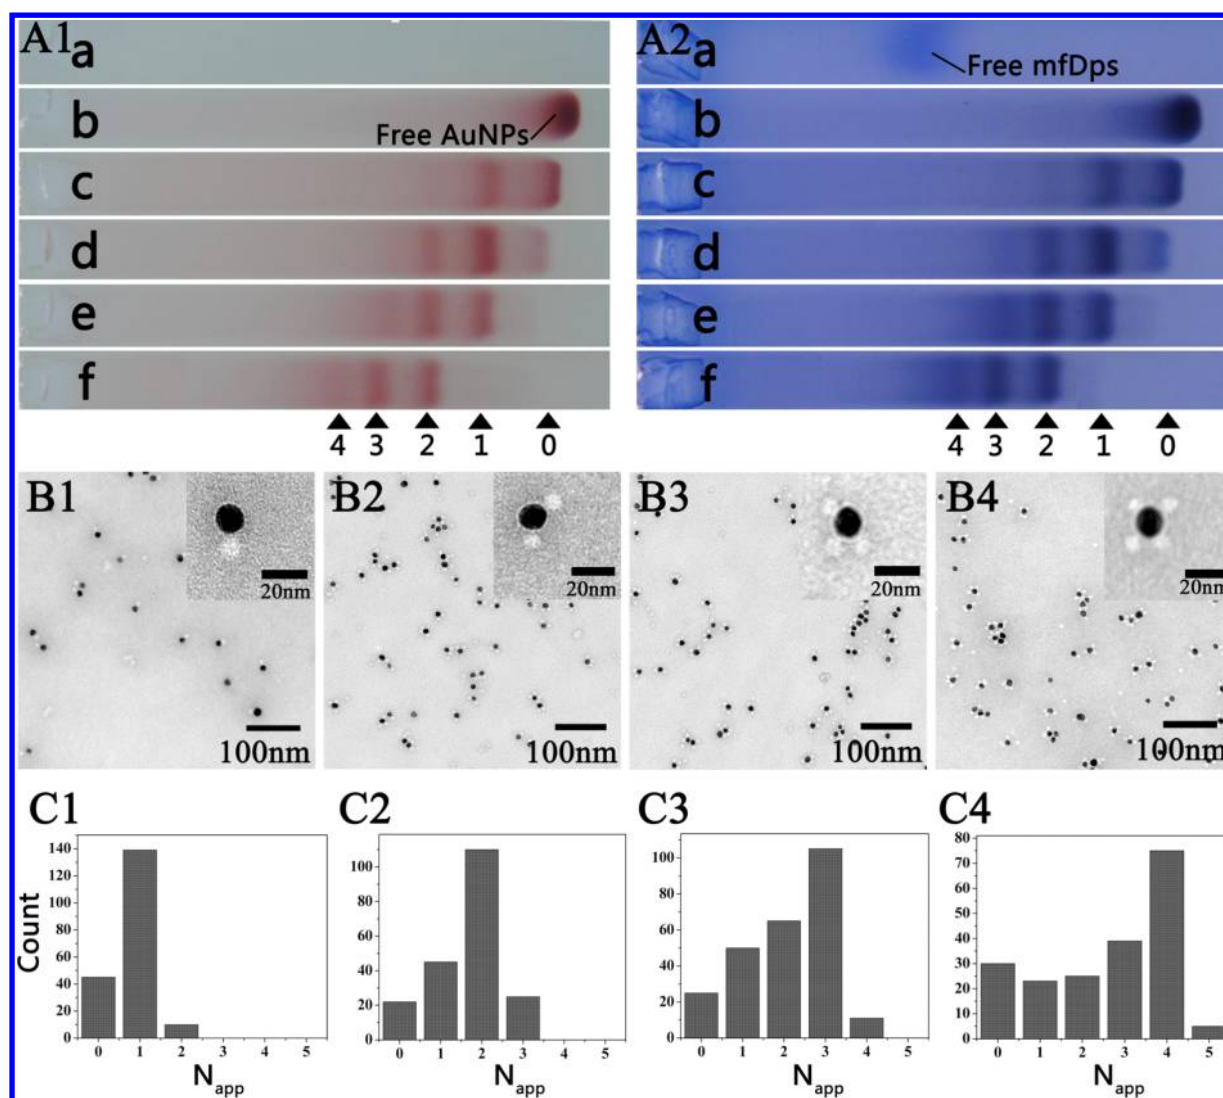 A1
a
b
Free AuNPs
c
d
e
f
4 3 2 1 0
A2
a
Free mfDps
b
c
d
e
f
4 3 2 1 0
B1
20nm
100nm
B2
20nm
100nm
B3
20nm
100nm
B4
20nm
100nm
C1
Count
140
120
100
80
60
40
20
0
0 1 2 3 4 5
Napp
C2
100
80
60
40
20
0
0 1 2 3 4 5
Napp
C3
100
80
60
40
20
0
0 1 2 3 4 5
Napp
C4
80
70
60
50
40
30
20
10
0
0 1 2 3 4 5
Napp